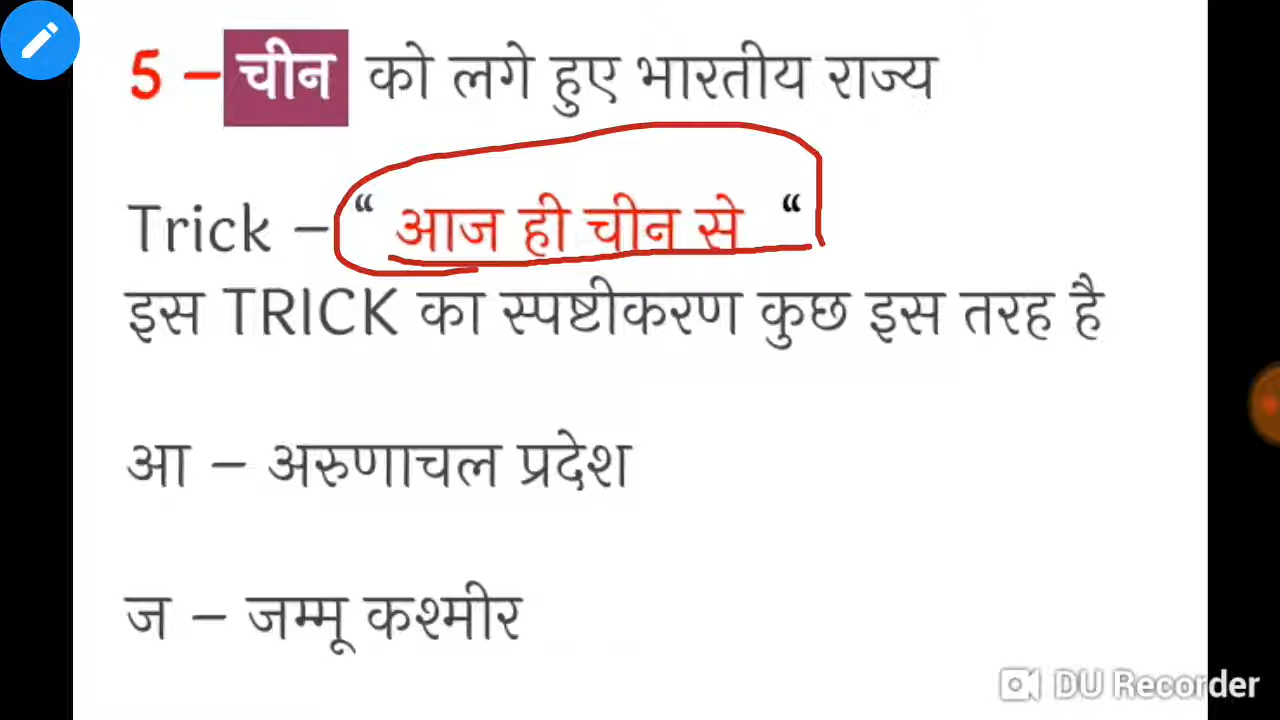 5 – चीन को लगे हुए भारतीय राज्य
Trick – “ आज ही चीन से “
इस TRICK का स्पष्टीकरण कुछ इस तरह है
आ – अरुणाचल प्रदेश
ज – जम्मू कश्मीर
DU Recorder